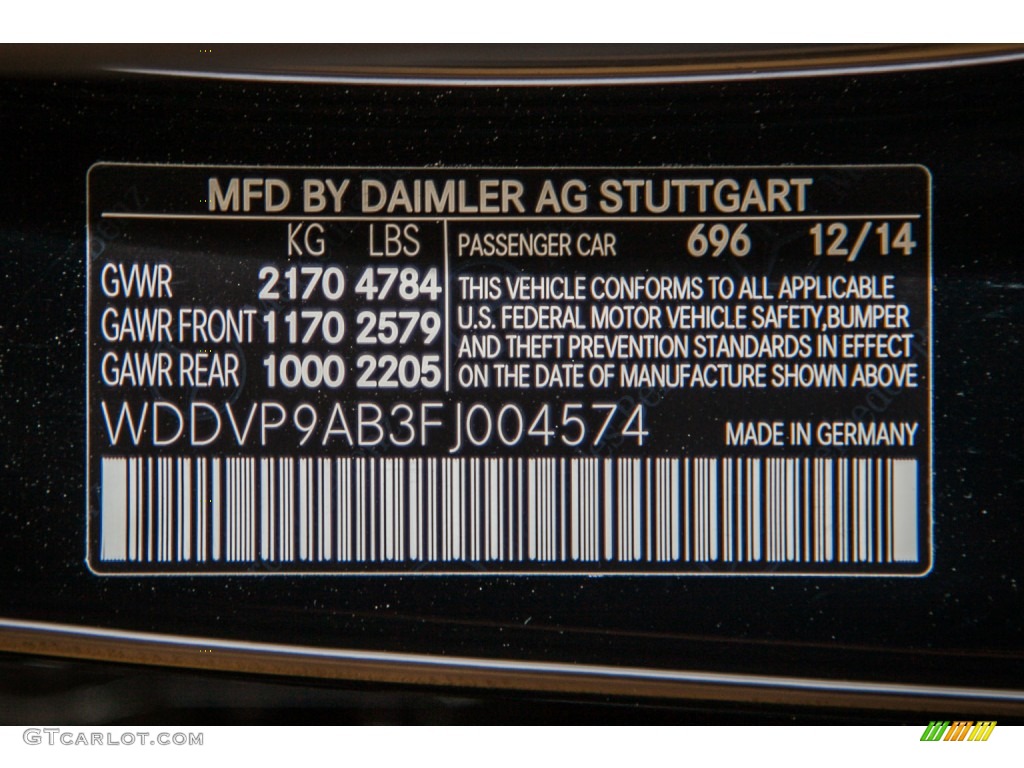 MFD BY DAIMLER AG STUTTGART
KG LBS
GVWR 2170 4784
GAWR FRONT 1170 2579
GAWR REAR 1000 2205
PASSENGER CAR 696 12/14
THIS VEHICLE CONFORMS TO ALL APPLICABLE
U.S. FEDERAL MOTOR VEHICLE SAFETY,BUMPER
AND THEFT PREVENTION STANDARDS IN EFFECT
ON THE DATE OF MANUFACTURE SHOWN ABOVE
WDDVP9AB3FJ004574 MADE IN GERMANY
GTCARLOT.COM